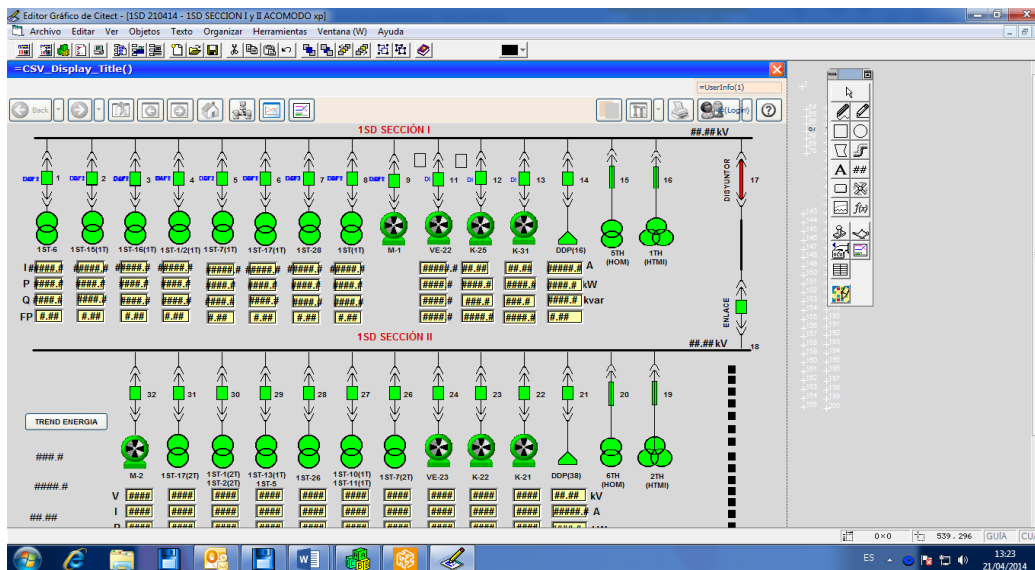 Editor Gráfico de Citect - [1SD 210414 - 1SD SECCION I y II ACOMODO xp]
Archivo Editar Ver Objetos Texto Organizar Herramientas Ventana (W) Ayuda
=CSV_Display_Title()
=UserInfo(1)
Back
(Login)
1SD SECCIÓN I
##.## kV
1 2 3 4 5 6 7 8 9 11 12 13 14 15 16 17
DISYUNTOR
1ST-6 1ST-15(1T) 1ST-16(1T) 1ST-1/2(1T) 1ST-7(1T) 1ST-17(1T) 1ST-28 1ST(1T) M-1 VE-22 K-25 K-31 DDP(16) 5TH 1TH
(HOM) (HTMI)
I #####.# #####.# #####.# #####.# #####.# #####.# #####.# #####.# #####.# ##.## ##.## #####.# A
P ####.# ####.# ####.# ####.# ####.# ####.# ####.# ####.# ####.# ####.# ####.# ####.# kW
Q ####.# ####.# ####.# ####.# ####.# ####.# ####.# ####.# ####.# ###.# ###.# ####.# kvar
FP #.## #.## #.## #.## #.## #.## #.## #.## ####.# ####.# ####.# #.##
ENLACE
1SD SECCIÓN II
##.## kV
18
32 31 30 29 28 27 26 24 23 22 21 20 19
TREND ENERGIA
###.#
####.#
##.##
M-2 1ST-17(2T) 1ST-1(2T) 1ST-13(1T) 1ST-26 1ST-10(1T) 1ST-7(2T) VE-23 K-22 K-21 DDP(38) 6TH 2TH
1ST-2(2T) 1ST-5 1ST-11(1T) (HOM) (HTMI)
V #### #### #### #### #### #### #### #### #### #### ##.## kV
I #### #### #### #### #### #### #### #### #### #### #####.# A
A ##
f(x)
0×0 539 , 296 GUÍA
ES
13:23
21/04/2014